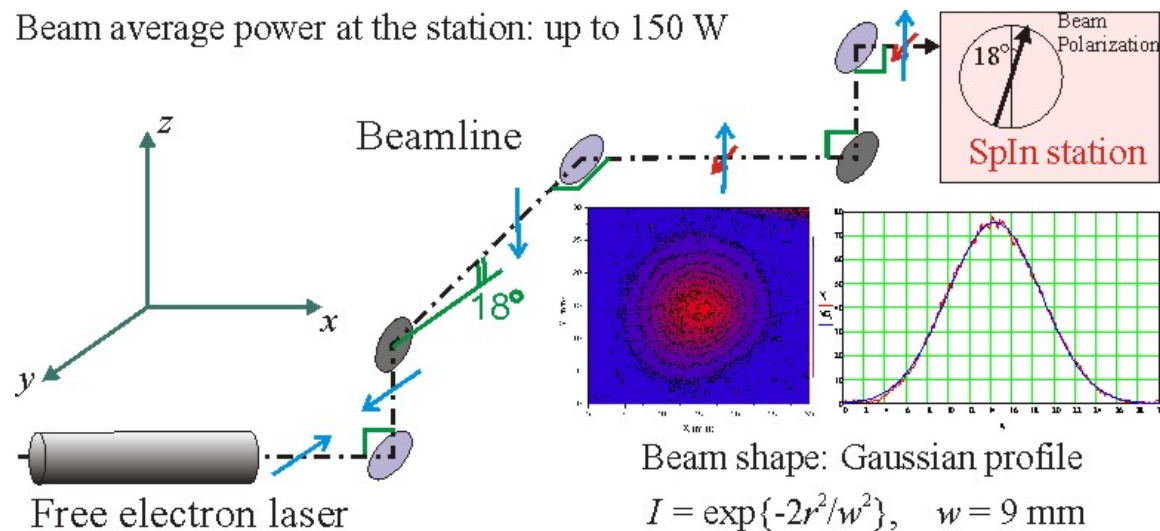 Beam average power at the station: up to 150 W
Beam
Polarization
18°
SpIn station
z
x
y
Beamline
18°
Free electron laser
X mm
Beam shape: Gaussian profile
I = exp{-2r²/w²}, w = 9 mm